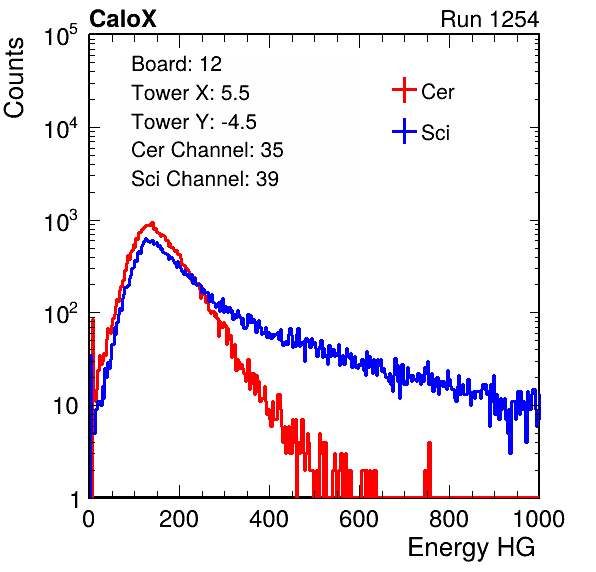 CaloX Run 1254
Counts
10^5
10^4
10^3
10^2
10
1
Board: 12
Tower X: 5.5
Tower Y: -4.5
Cer Channel: 35
Sci Channel: 39
Cer
Sci
0 200 400 600 800 1000
Energy HG